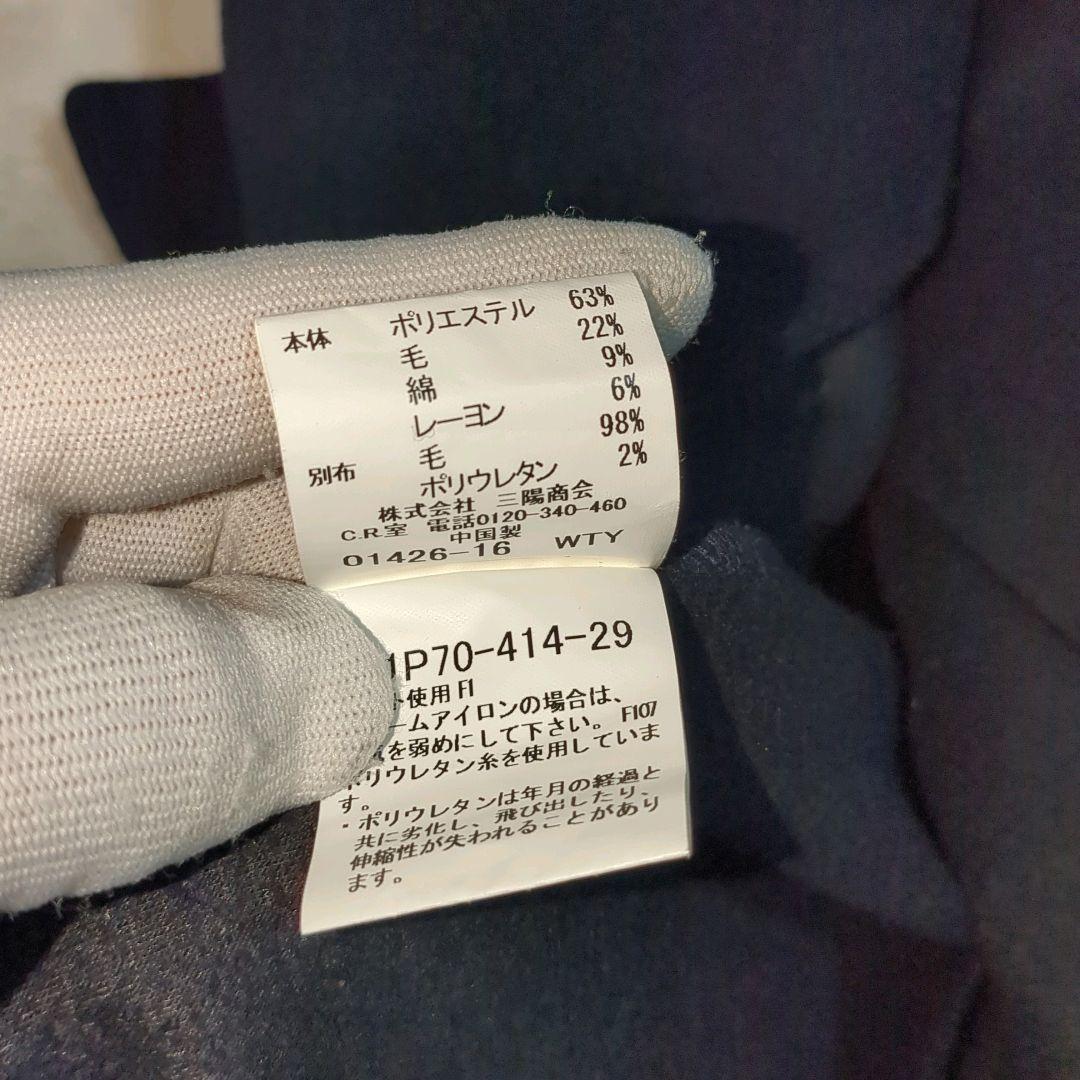 本体 ポリエステル 63%
毛 22%
綿 9%
レーヨン 6%
別布 毛 98%
ポリウレタン 2%
株式会社 三陽商会
C.R.室 電話0120-340-460
中国製
01426-16 WTY
1P70-414-29
使用 F1
ームアイロンの場合は、
を弱めにして下さい。 F107
ポリウレタン糸を使用していま
す。
・ポリウレタンは年月の経過と
共に劣化し、飛び出したり、
伸縮性が失われることがあり
ます。